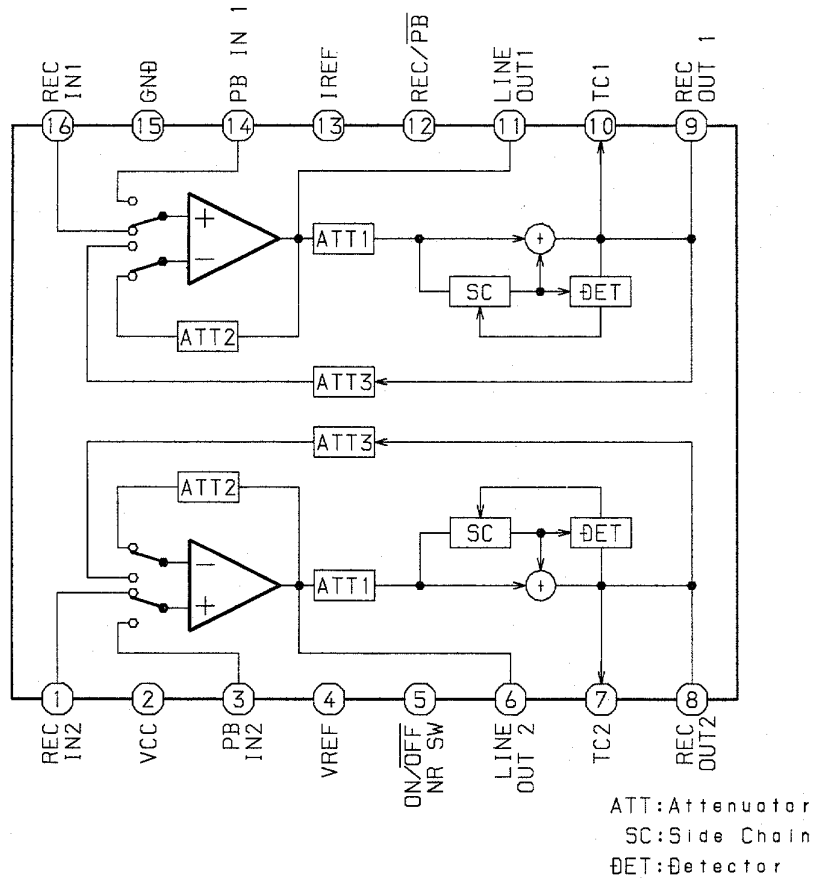 REC IN1
GND
PB IN 1
IREF
REC/PB
LINE OUT1
TC1
REC OUT 1
16
15
14
13
12
11
10
9
+
−
ATT1
+
SC
DET
ATT2
ATT3
ATT3
ATT2
SC
DET
−
+
ATT1
+
1
2
3
4
5
6
7
8
REC IN2
VCC
PB IN2
VREF
ON/OFF NR SW
LINE OUT 2
TC2
REC OUT2
ATT:Attenuator
SC:Side Chain
DET:Detector